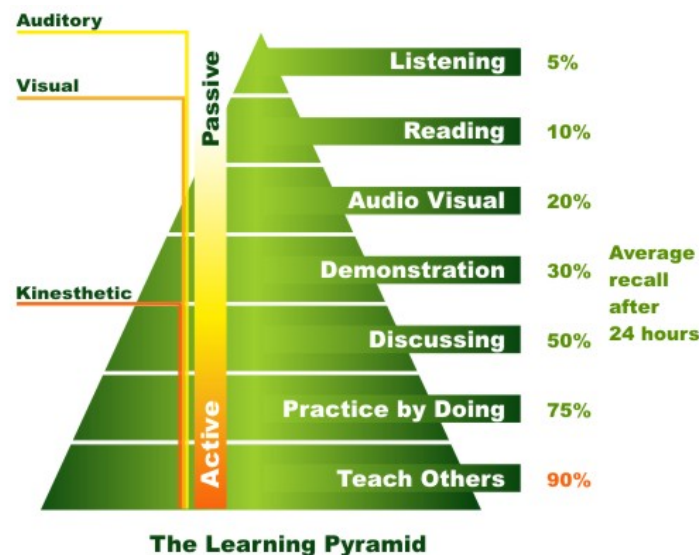 Auditory
Visual
Kinesthetic
Passive
Active
Listening 5%
Reading 10%
Audio Visual 20%
Demonstration 30%
Discussing 50%
Practice by Doing 75%
Teach Others 90%
Average
recall
after
24 hours
The Learning Pyramid